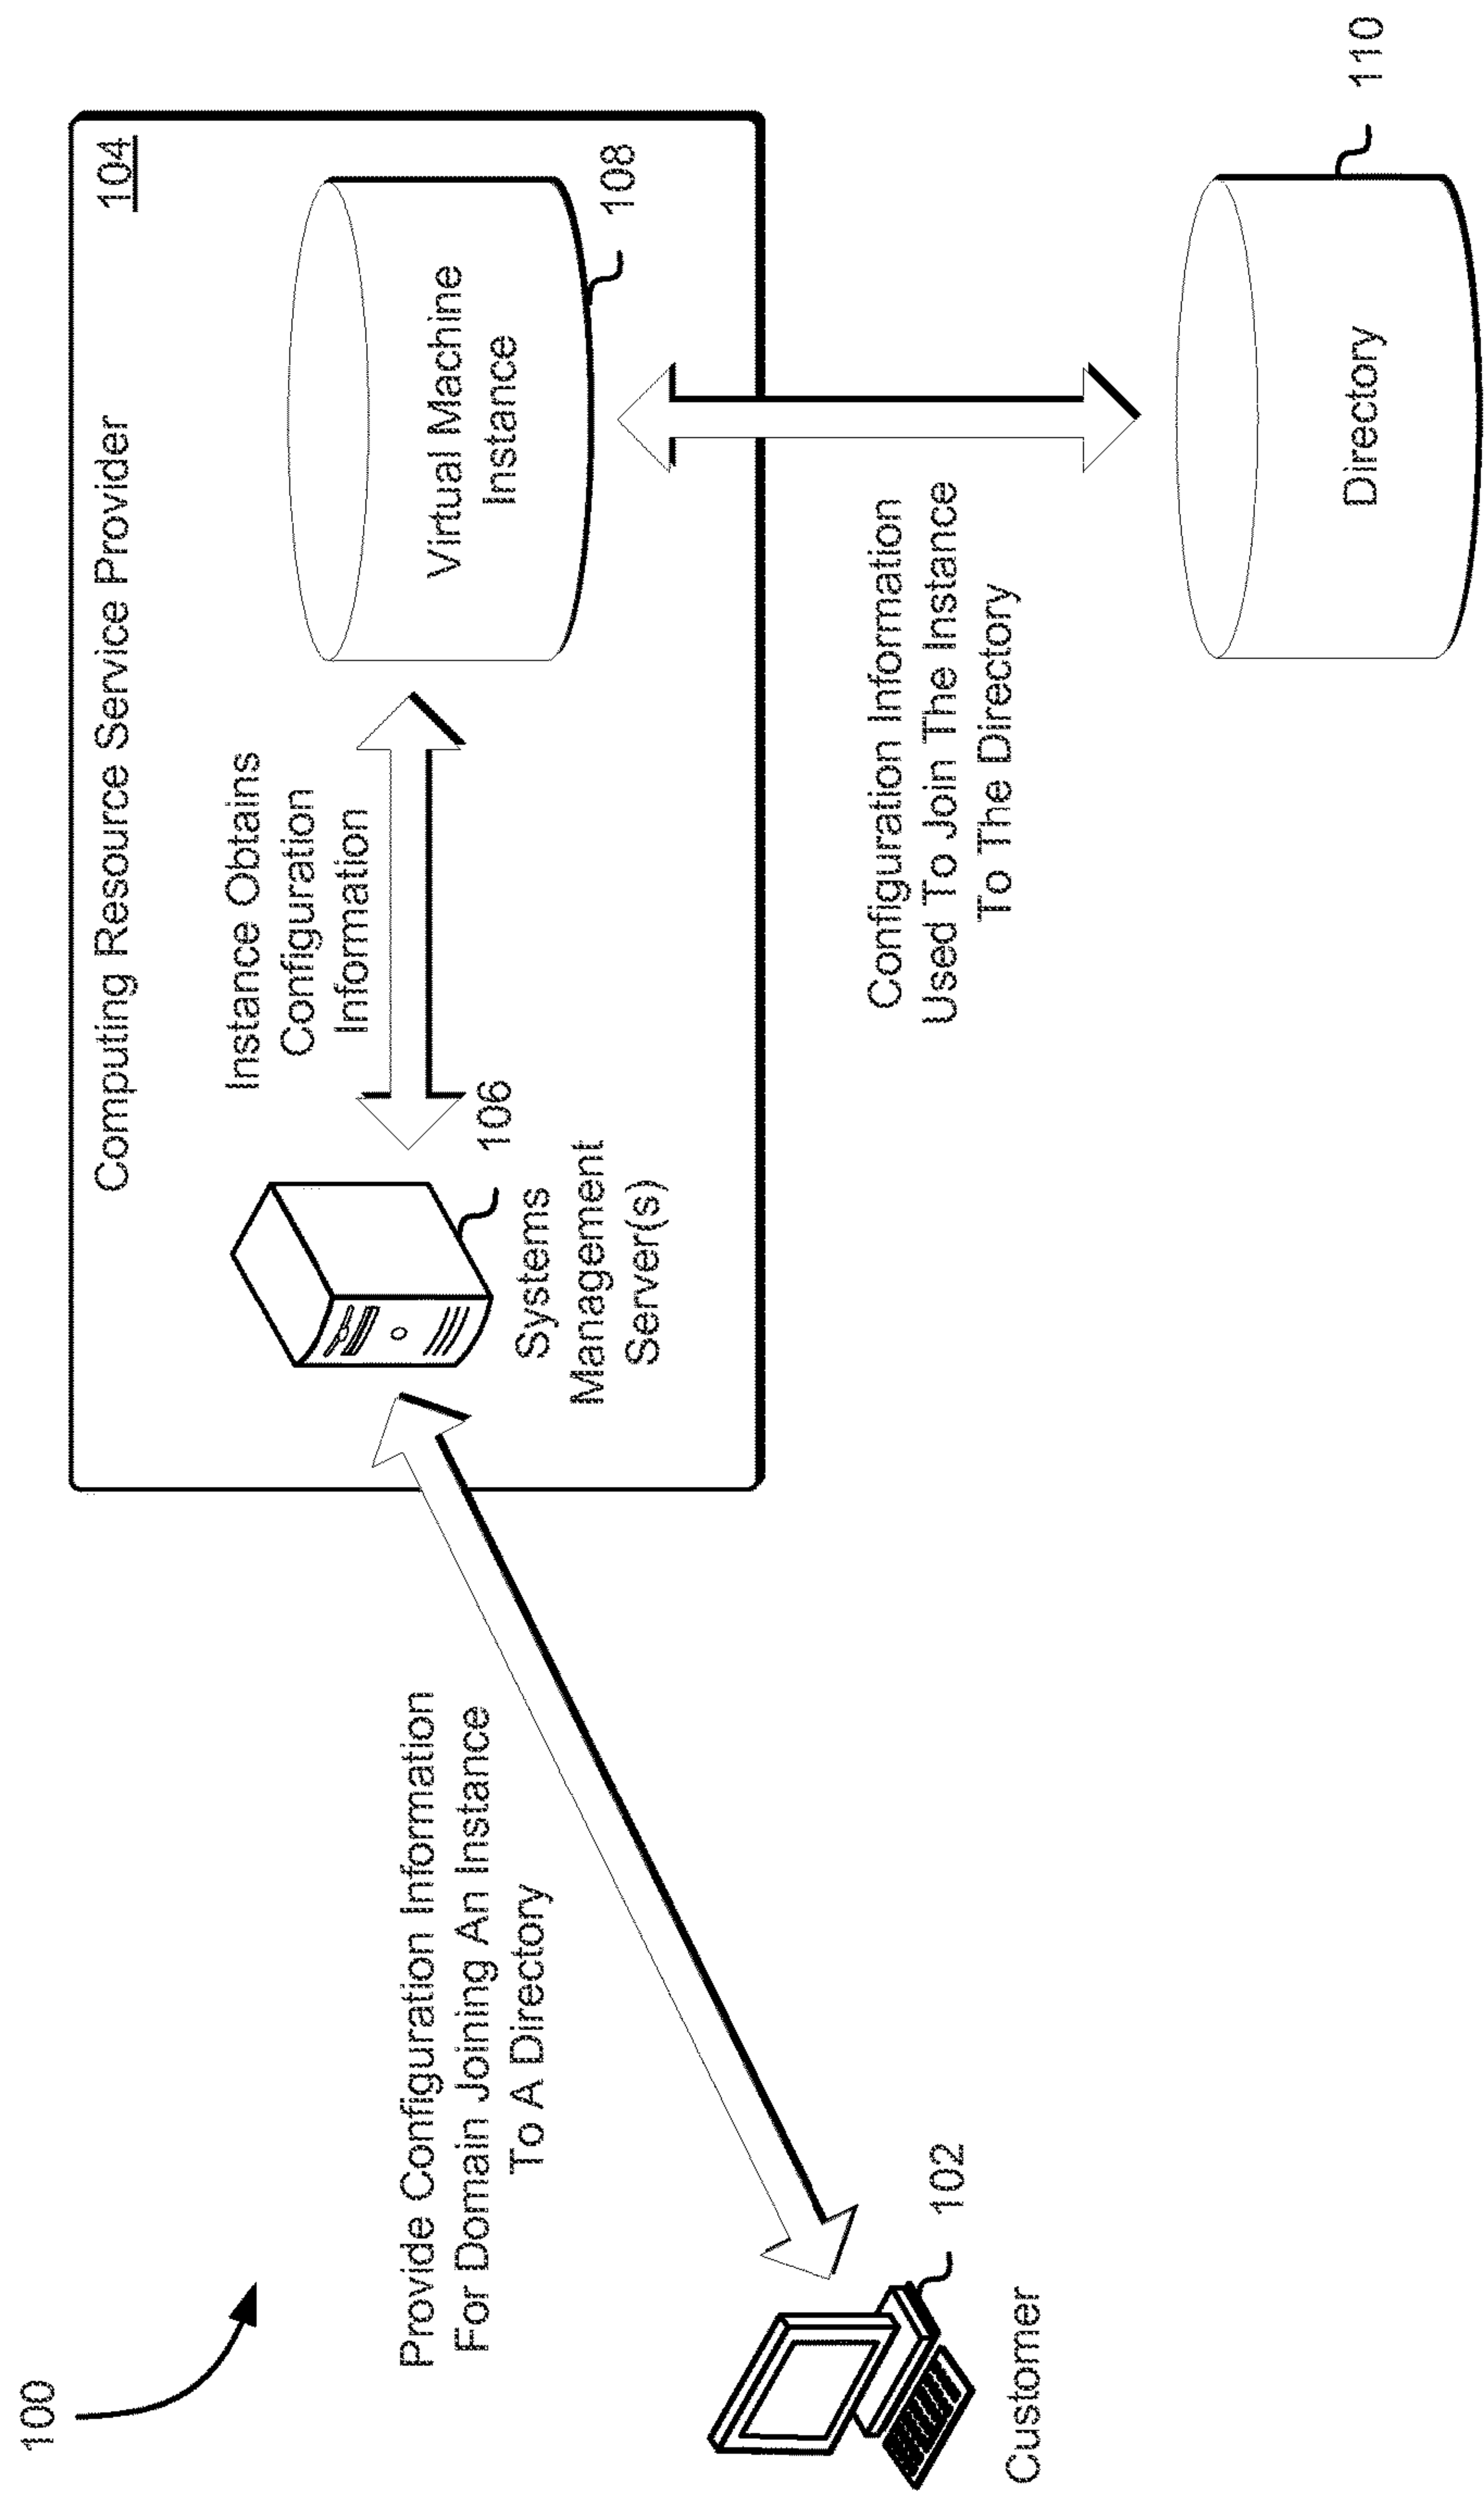 100
Computing Resource Service Provider
104
Instance Obtains
Configuration
Information
Virtual Machine
Instance
108
106
Systems
Management
Server(s)
Provide Configuration Information
For Domain Joining An Instance
To A Directory
Configuration Information
Used To Join The Instance
To The Directory
102
Customer
Directory
110